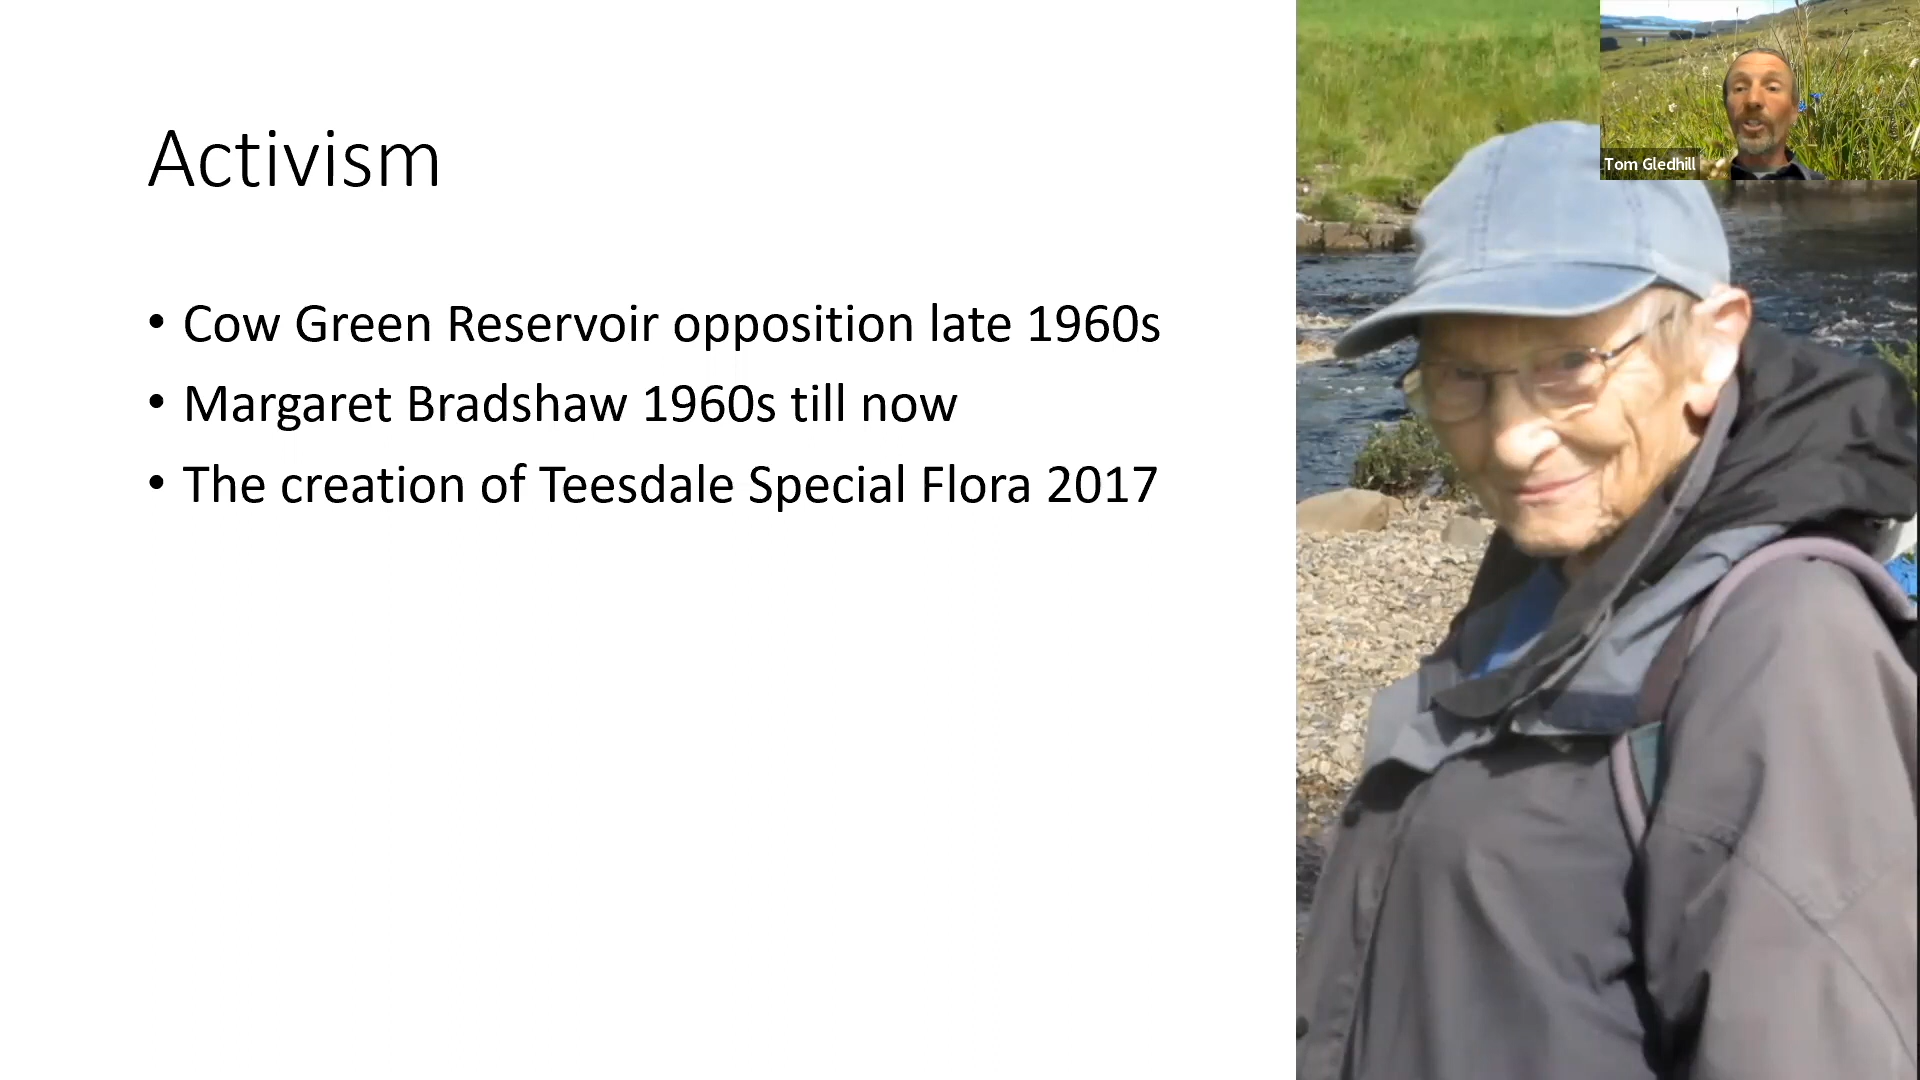 Activism
• Cow Green Reservoir opposition late 1960s
• Margaret Bradshaw 1960s till now
• The creation of Teesdale Special Flora 2017
Tom Gledhill